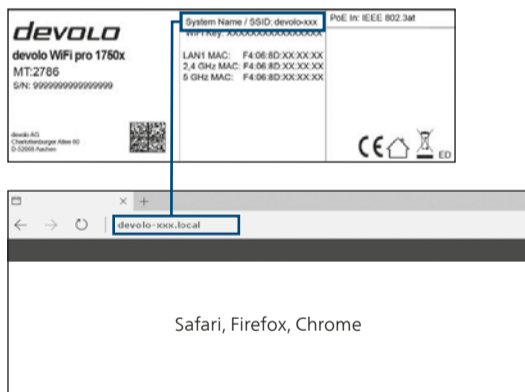 devolo
devolo WiFi pro 1750x
MT:2786
S/N: 9999999999999999
devolo AG
Charlottenburger Allee 60
D-52068 Aachen
System Name / SSID: devolo-xxx
WiFi Key: XXXXXXXXXXXXXXXX
LAN1 MAC: F4:06:8D:XX:XX:XX
2,4 GHz MAC: F4:06:8D:XX:XX:XX
5 GHz MAC: F4:06:8D:XX:XX:XX
PoE In: IEEE 802.3at
CE
ED
devolo-xxx.local
Safari, Firefox, Chrome